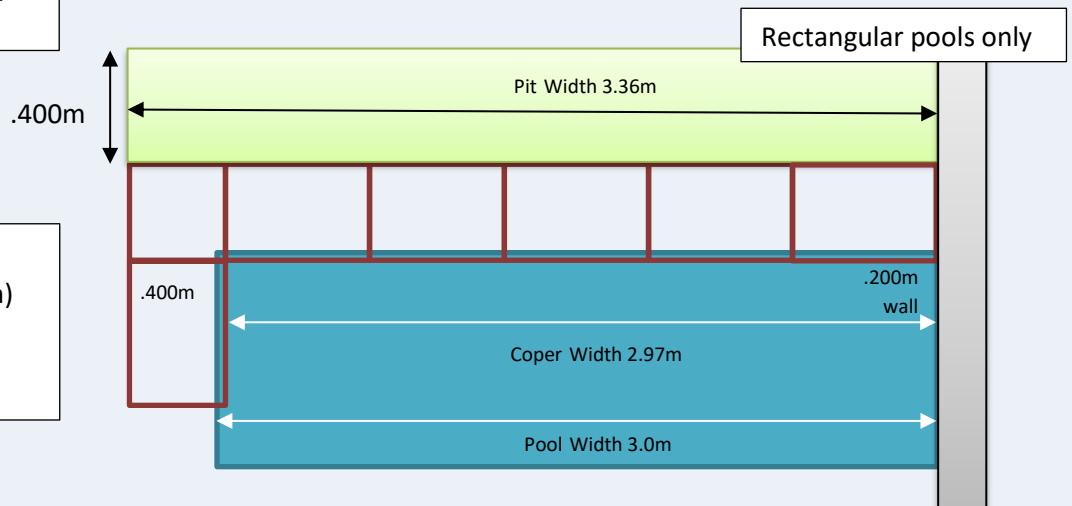 Rectangular pools only
Pit Width 3.36m
.400m
)
.400m
.200m
wall
Coper Width 2.97m
Pool Width 3.0m